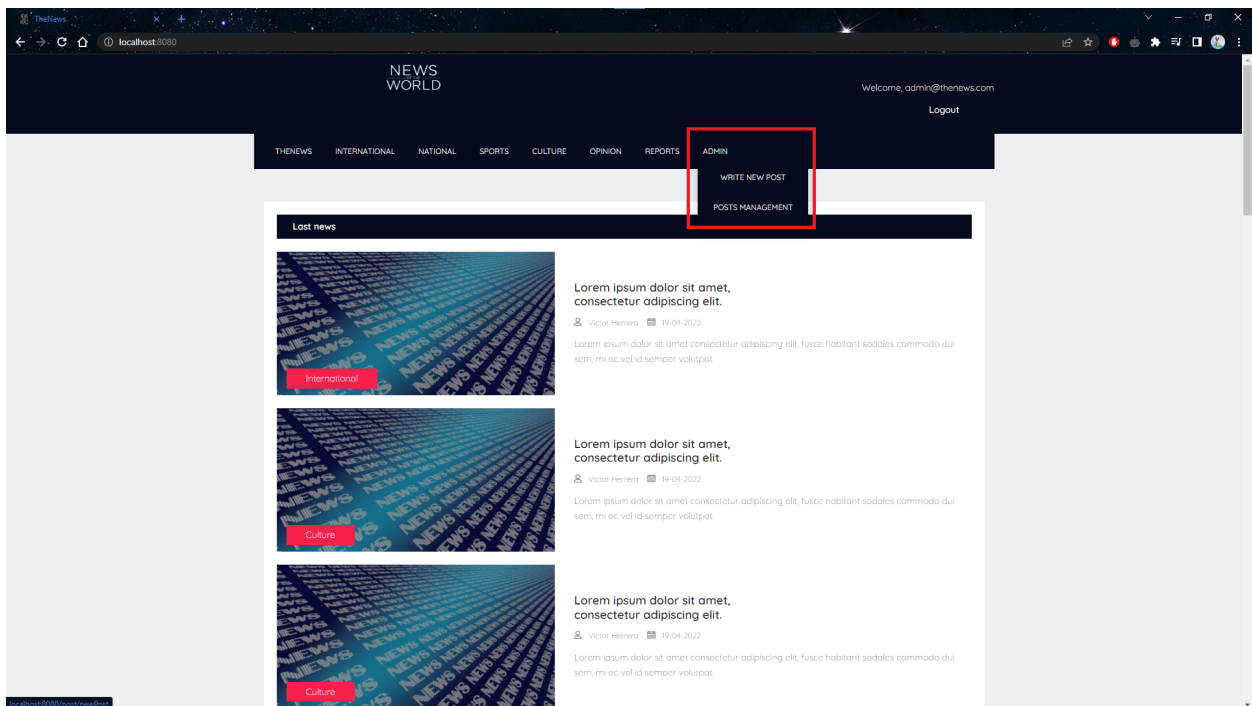 TheNews
localhost:8080
NEWS
WORLD
Welcome, admin@thenews.com
Logout
THENEWS INTERNATIONAL NATIONAL SPORTS CULTURE OPINION REPORTS ADMIN
WRITE NEW POST
POSTS MANAGEMENT
Last news
International
Lorem ipsum dolor sit amet,
consectetur adipiscing elit.
Victor Herrera 19-04-2022
Lorem ipsum dolor sit amet consectetur adipiscing elit, fusce habitant sodales commodo dui
sem, mi ac vel id semper volutpat.
Culture
Lorem ipsum dolor sit amet,
consectetur adipiscing elit.
Victor Herrera 19-04-2022
Lorem ipsum dolor sit amet consectetur adipiscing elit, fusce habitant sodales commodo dui
sem, mi ac vel id semper volutpat.
Culture
Lorem ipsum dolor sit amet,
consectetur adipiscing elit.
Victor Herrera 19-04-2022
Lorem ipsum dolor sit amet consectetur adipiscing elit, fusce habitant sodales commodo dui
sem, mi ac vel id semper volutpat.
localhost:8080/post/newPost